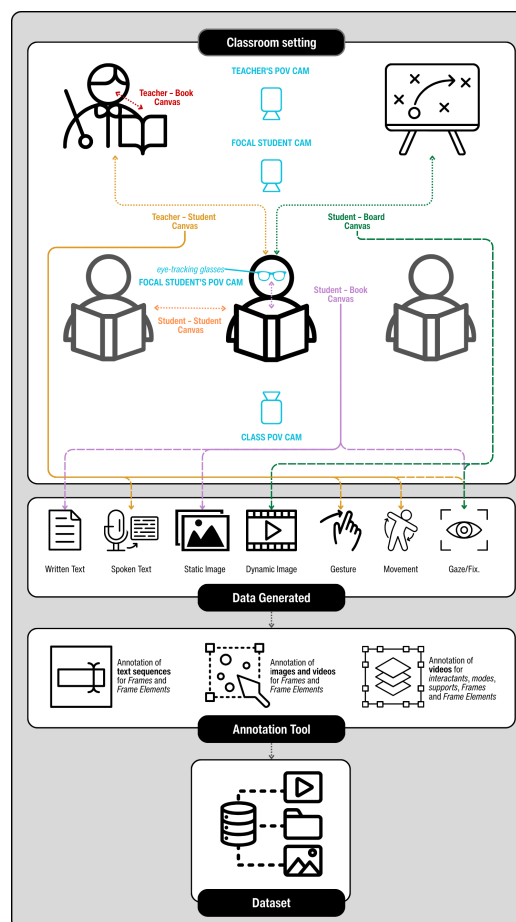 Classroom setting
TEACHER'S POV CAM
Teacher – Book
Canvas
FOCAL STUDENT CAM
Teacher – Student
Canvas
Student – Board
Canvas
eye-tracking glasses
FOCAL STUDENT'S POV CAM
Student – Book
Canvas
Student – Student
Canvas
CLASS POV CAM
Written Text
Spoken Text
Static Image
Dynamic Image
Gesture
Movement
Gaze/Fix.
Data Generated
Annotation of
text sequences
for Frames and
Frame Elements
Annotation of
images and videos
for Frames and
Frame Elements
Annotation of
videos for
interactants, modes,
supports, Frames
and Frame Elements
Annotation Tool
Dataset